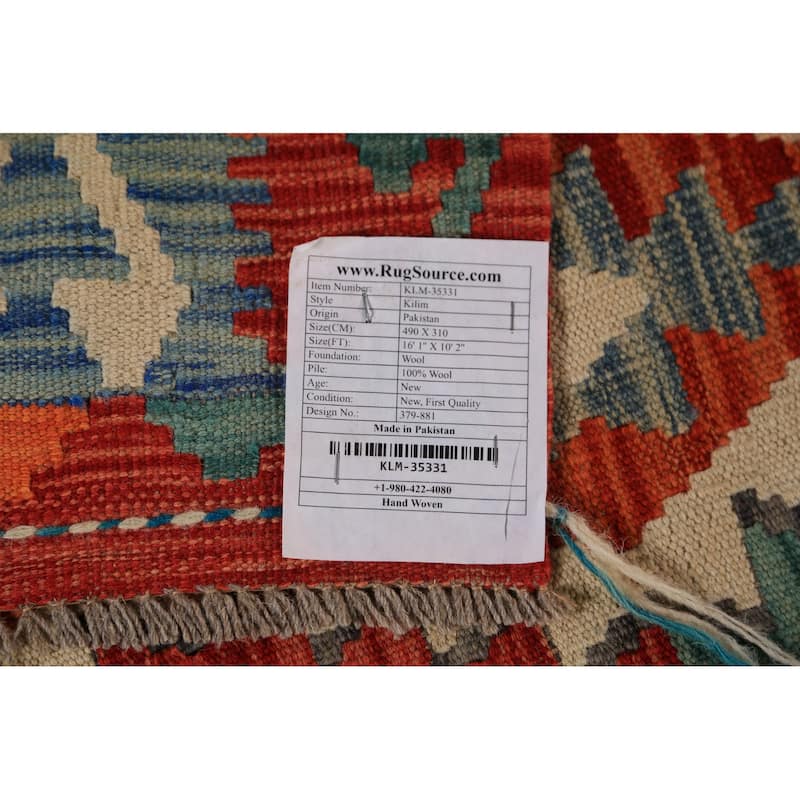 www.RugSource.com
Item Number: KLM-35331
Style Kilim
Origin Pakistan
Size(CM): 490 X 310
Size(FT): 16' 1" X 10' 2"
Foundation: Wool
Pile: 100% Wool
Age: New
Condition: New, First Quality
Design No.: 379-881
Made in Pakistan
KLM-35331
+1-980-422-4080
Hand Woven